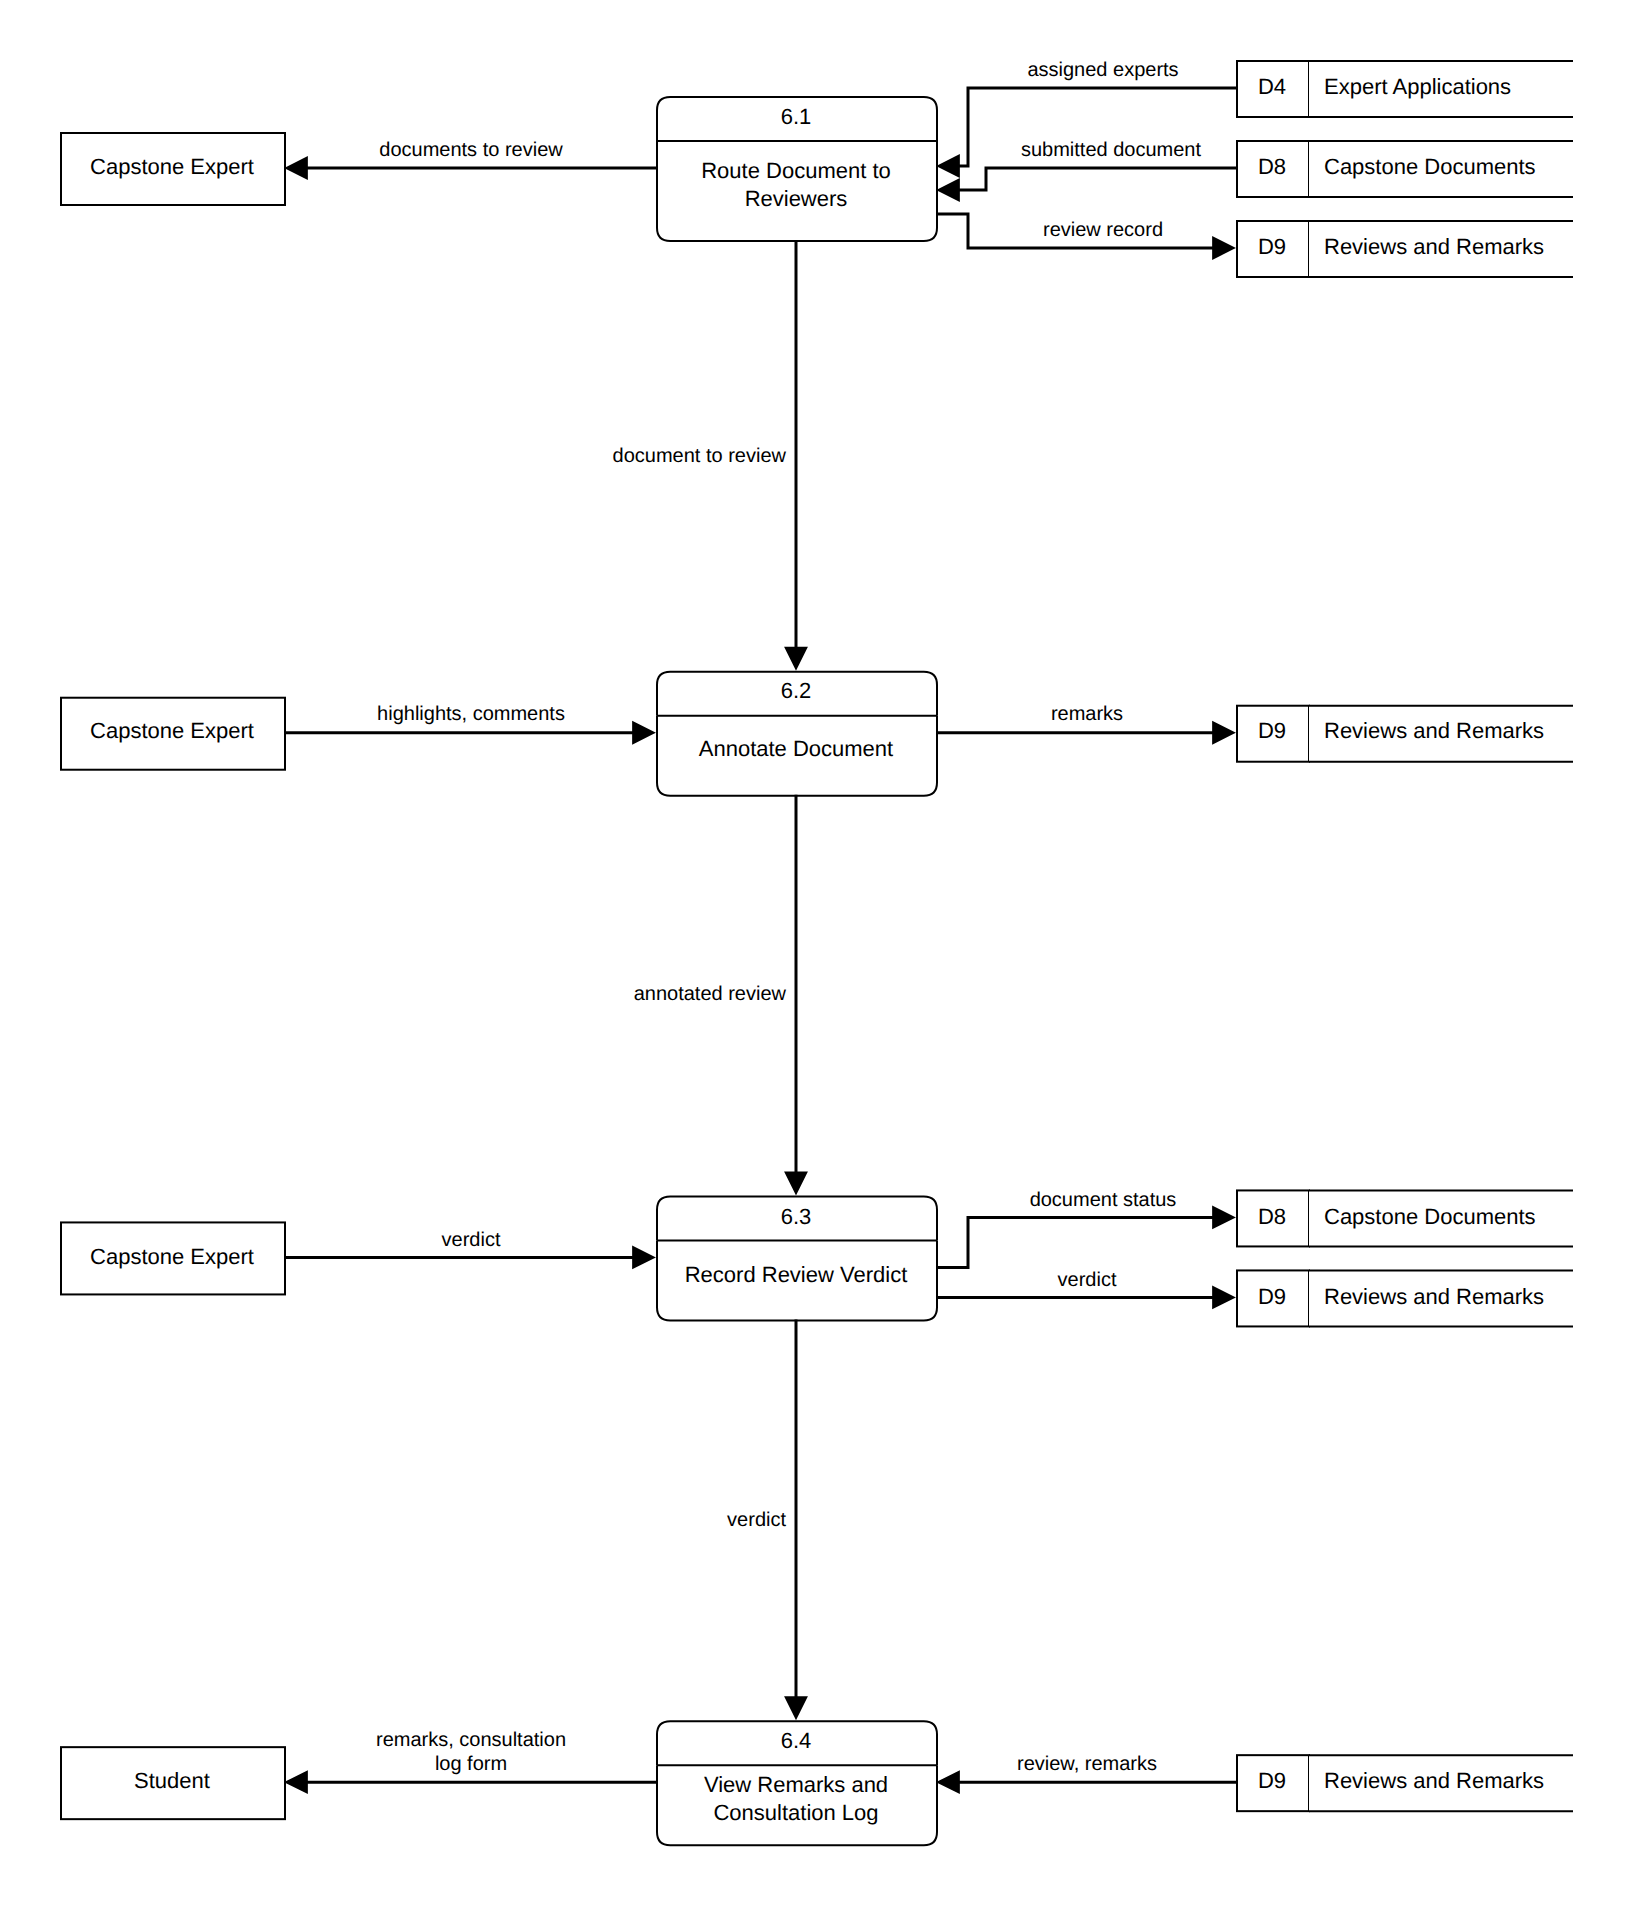 assigned experts
D4
Expert Applications
6.1
Capstone Expert
documents to review
Route Document to
Reviewers
submitted document
D8
Capstone Documents
review record
D9
Reviews and Remarks
document to review
6.2
Capstone Expert
highlights, comments
Annotate Document
remarks
D9
Reviews and Remarks
annotated review
6.3
document status
D8
Capstone Documents
Capstone Expert
verdict
Record Review Verdict
verdict
D9
Reviews and Remarks
verdict
6.4
Student
remarks, consultation
log form
View Remarks and
Consultation Log
review, remarks
D9
Reviews and Remarks